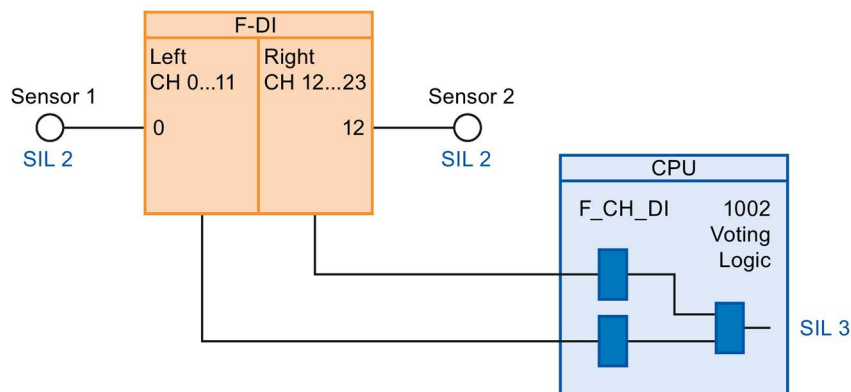 F-DI
Left
CH 0...11
Right
CH 12...23
Sensor 1
0
SIL 2
Sensor 2
12
SIL 2
CPU
F_CH_DI
1002
Voting
Logic
SIL 3